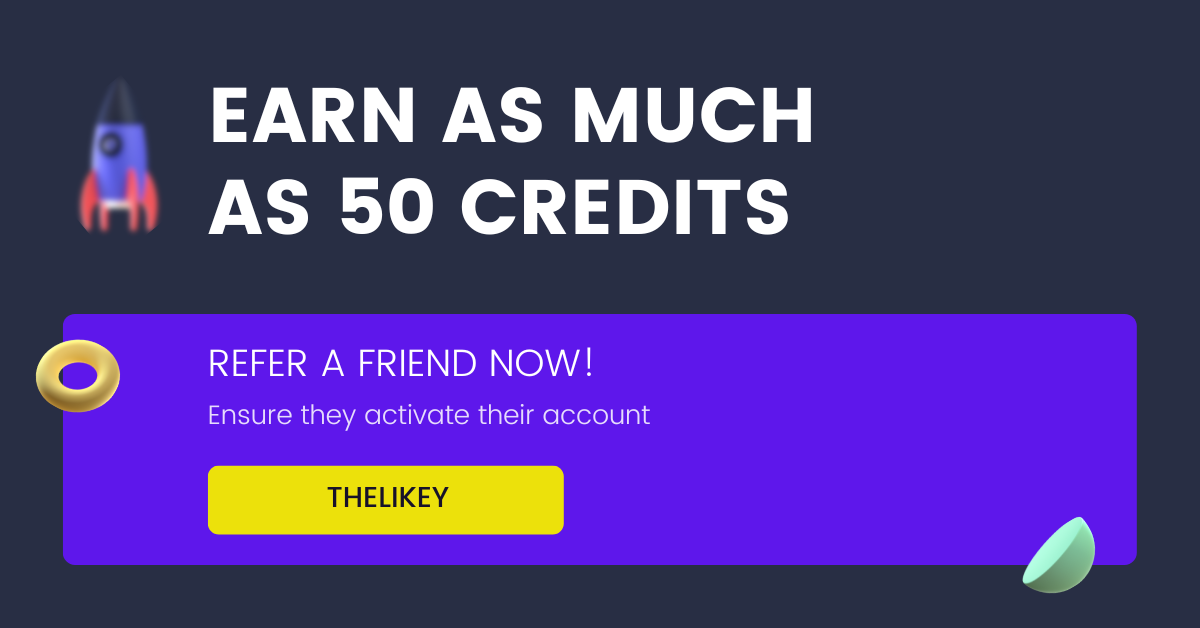 EARN AS MUCH
AS 50 CREDITS
REFER A FRIEND NOW!
Ensure they activate their account
THELIKEY